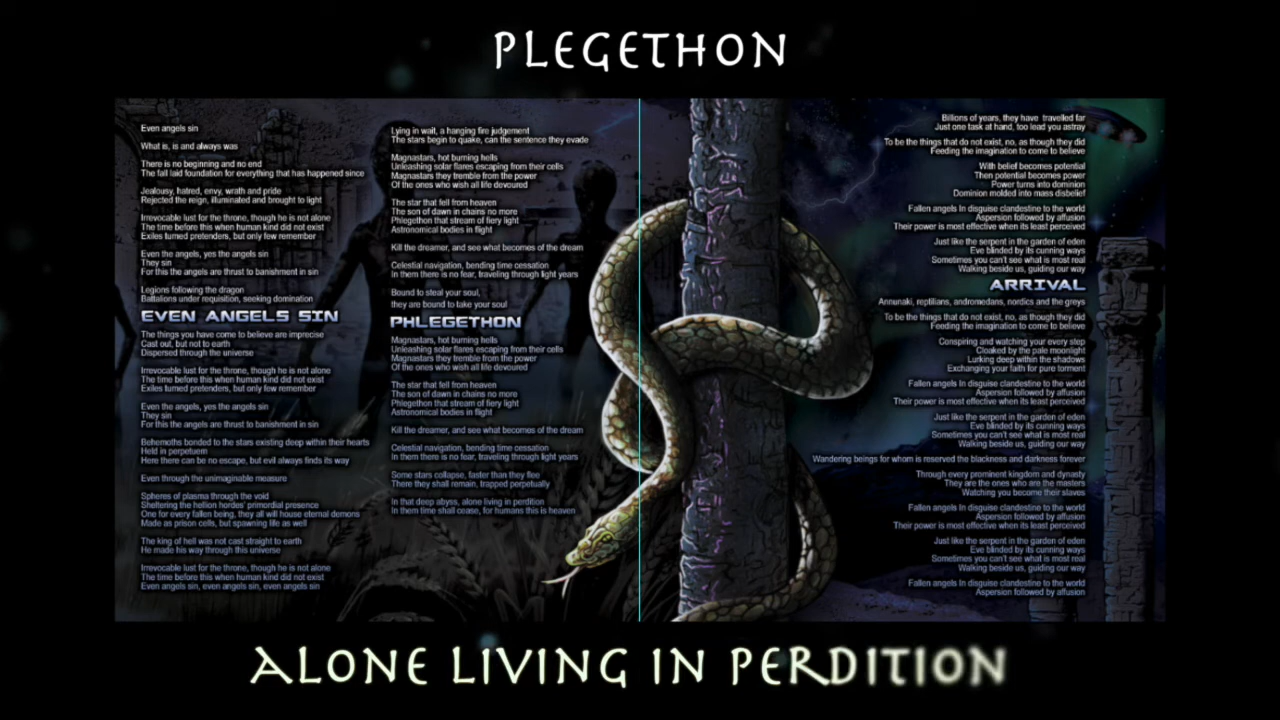 PLEGETHON
Even angels sin
What is, is and always was
There is no beginning and no end
The fall laid foundation for everything that has happened since
Jealousy, hatred, envy, wrath and pride
Rejected the reign, illuminated and brought to light
Irrevocable lust for the throne, though he is not alone
The time before this when human kind did not exist
Exiles turned pretenders, but only few remember
Even the angels, yes the angels sin
They sin
For this the angels are thrust to banishment in sin
Legions following the dragon
Battalions under requisition, seeking domination
EVEN ANGELS SIN
The things you have come to believe are imprecise
Cast out, but not to earth
Dispersed through the universe
Irrevocable lust for the throne, though he is not alone
The time before this when human kind did not exist
Exiles turned pretenders, but only few remember
Even the angels, yes the angels sin
They sin
For this the angels are thrust to banishment in sin
Behemoths bonded to the stars existing deep within their hearts
Held in perpetuem
Here there can be no escape, but evil always finds its way
Even through the unimaginable measure
Spheres of plasma through the void
Sheltering the hellion hordes' primordial presence
One for every fallen being, they all will house eternal demons
Made as prison cells, but spawning life as well
The king of hell was not cast straight to earth
He made his way through this universe
Irrevocable lust for the throne, though he is not alone
The time before this when human kind did not exist
Even angels sin, even angels sin, even angels sin
Lying in wait, a hanging fire judgement
The stars begin to quake, can the sentence they evade
Magnastars, hot burning hells
Unleashing solar flares escaping from their cells
Magnastars they tremble from the power
Of the ones who wish all life devoured
The star that fell from heaven
The son of dawn in chains no more
Phlegethon that stream of fiery light
Astronomical bodies in flight
Kill the dreamer, and see what becomes of the dream
Celestial navigation, bending time cessation
In them there is no fear, traveling through light years
Bound to steal your soul,
they are bound to take your soul
PHLEGETHON
Magnastars, hot burning hells
Unleashing solar flares escaping from their cells
Magnastars they tremble from the power
Of the ones who wish all life devoured
The star that fell from heaven
The son of dawn in chains no more
Phlegethon that stream of fiery light
Astronomical bodies in flight
Kill the dreamer, and see what becomes of the dream
Celestial navigation, bending time cessation
In them there is no fear, traveling through light years
Some stars collapse, faster than they flee
There they shall remain, trapped perpetually
In that deep abyss, alone living in perdition
In them time shall cease, for humans this is heaven
Billions of years, they have travelled far
Just one task at hand, too lead you astray
To be the things that do not exist, no, as though they did
Feeding the imagination to come to believe
With belief becomes potential
Then potential becomes power
Power turns into dominion
Dominion molded into mass disbelief
Fallen angels In disguise clandestine to the world
Aspersion followed by affusion
Their power is most effective when its least perceived
Just like the serpent in the garden of eden
Eve blinded by its cunning ways
Sometimes you can't see what is most real
Walking beside us, guiding our way
ARRIVAL
Annunaki, reptilians, andromedans, nordics and the greys
To be the things that do not exist, no, as though they did
Feeding the imagination to come to believe
Conspiring and watching your every step
Cloaked by the pale moonlight
Lurking deep within the shadows
Exchanging your faith for pure torment
Fallen angels In disguise clandestine to the world
Aspersion followed by affusion
Their power is most effective when its least perceived
Just like the serpent in the garden of eden
Eve blinded by its cunning ways
Sometimes you can't see what is most real
Walking beside us, guiding our way
Wandering beings for whom is reserved the blackness and darkness forever
Through every prominent kingdom and dynasty
They are the ones who are the masters
Watching you become their slaves
Fallen angels In disguise clandestine to the world
Aspersion followed by affusion
Their power is most effective when its least perceived
Just like the serpent in the garden of eden
Eve blinded by its cunning ways
Sometimes you can't see what is most real
Walking beside us, guiding our way
Fallen angels In disguise clandestine to the world
Aspersion followed by affusion
ALONE LIVING IN PERDITION